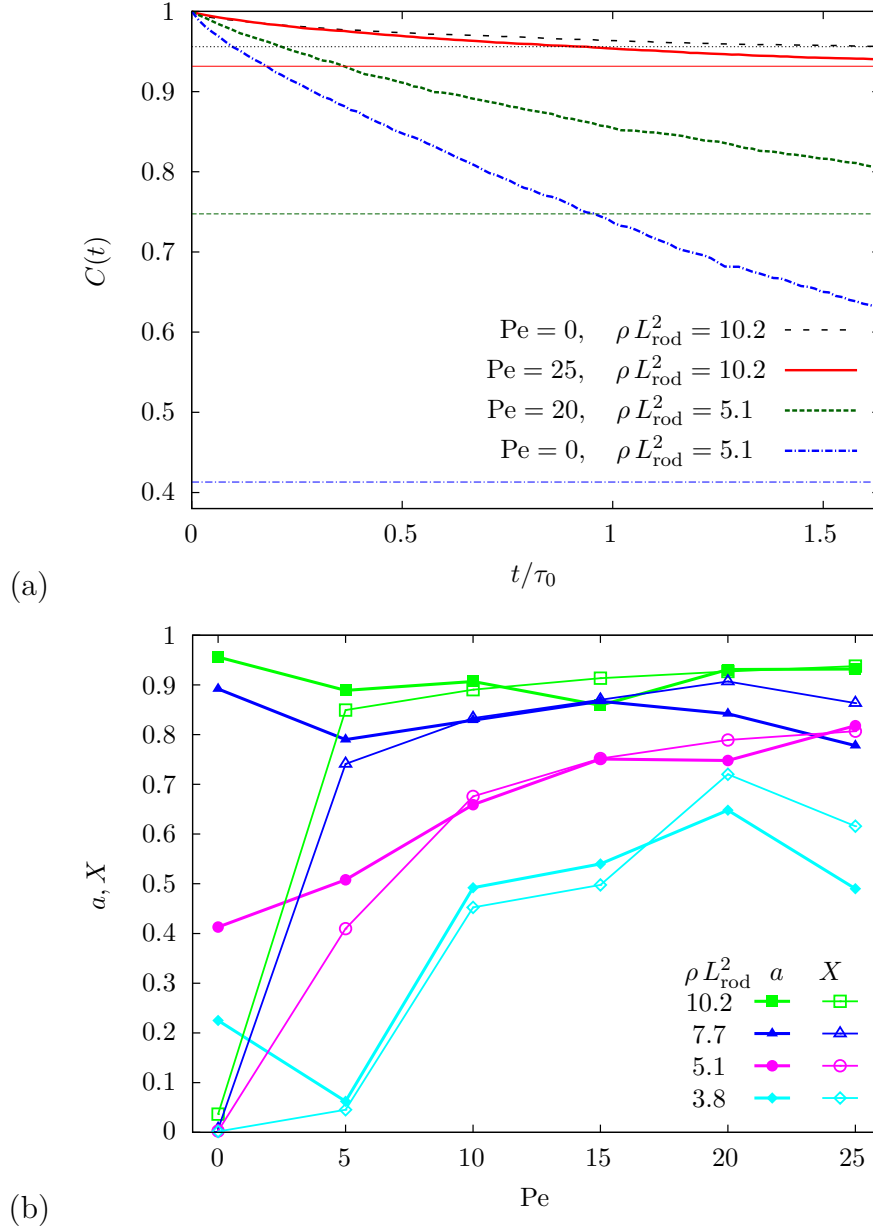 1
0.9
0.8
0.7
0.6
0.5
0.4
C(t)
Pe = 0, ρ L²rod = 10.2
Pe = 25, ρ L²rod = 10.2
Pe = 20, ρ L²rod = 5.1
Pe = 0, ρ L²rod = 5.1
0 0.5 1 1.5
t/τ₀
(a)
1
0.9
0.8
0.7
0.6
0.5
0.4
0.3
0.2
0.1
0
a, X
ρ L²rod a X
10.2
7.7
5.1
3.8
0 5 10 15 20 25
Pe
(b)